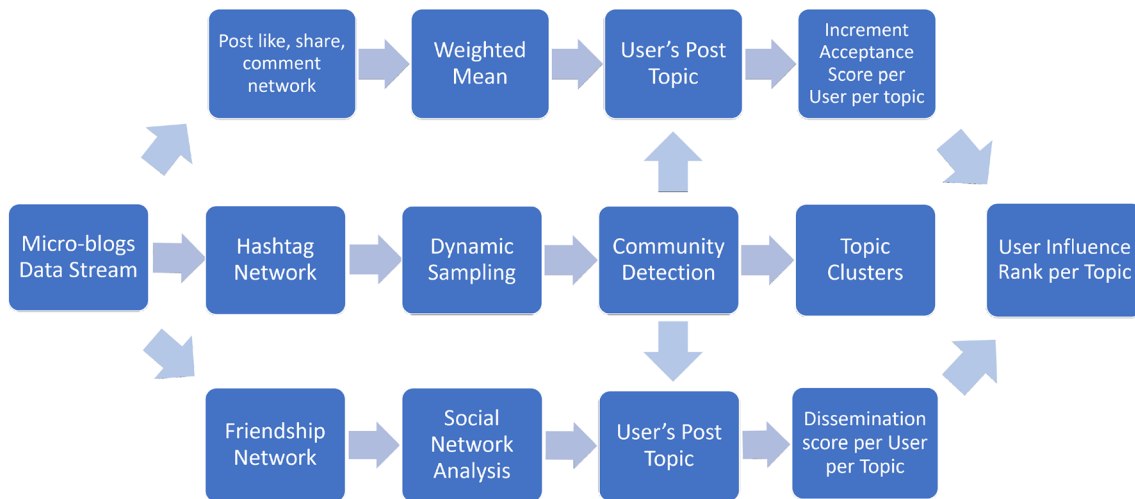 Post like, share,
comment
network
Weighted
Mean
User’s Post
Topic
Increment
Acceptance
Score per
User per topic
Micro-blogs
Data Stream
Hashtag
Network
Dynamic
Sampling
Community
Detection
Topic
Clusters
User Influence
Rank per Topic
Friendship
Network
Social
Network
Analysis
User’s Post
Topic
Dissemination
score per User
per Topic